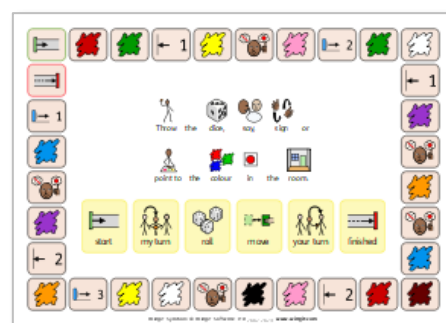 1
2
1
1
Throw the dice, say, sign or
point to the colour in the room.
start my turn roll move your turn finished
2
3
2